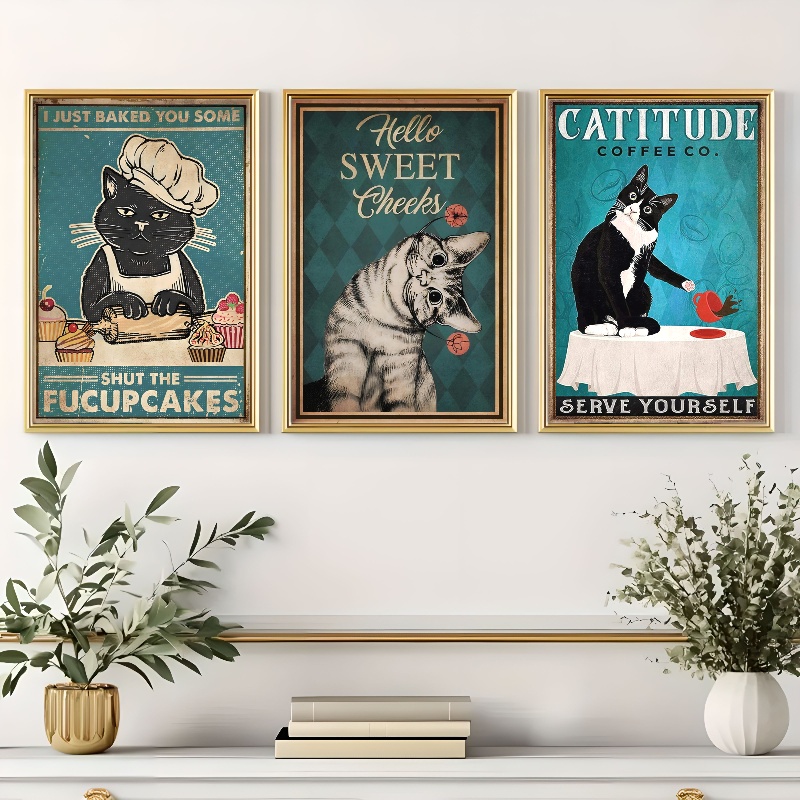 I JUST BAKED YOU SOME
SHUT THE
FUCUPCAKES
Hello
SWEET
Cheeks
CATITUDE
COFFEE CO.
SERVE YOURSELF